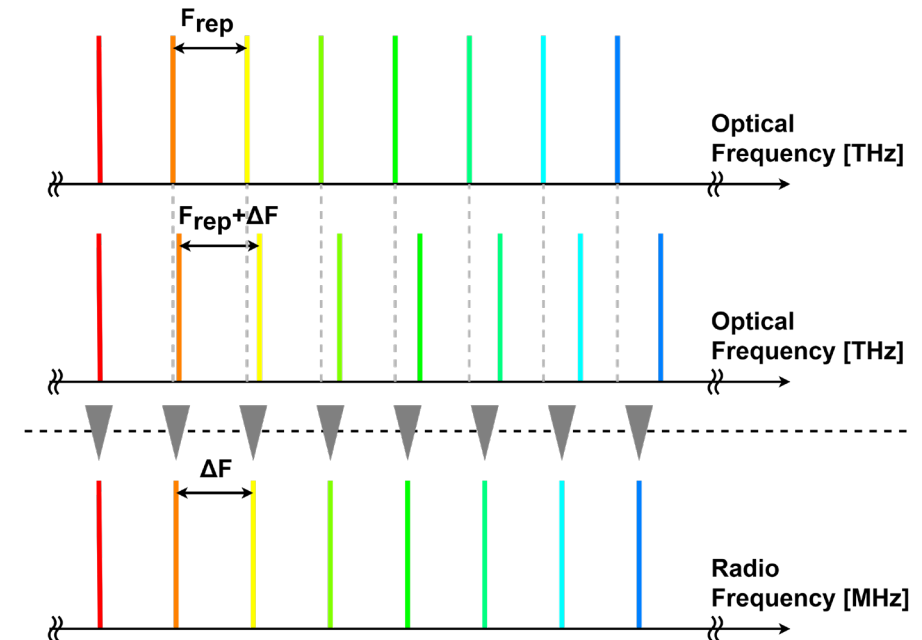 Frep
Optical
Frequency [THz]
Frep+ΔF
Optical
Frequency [THz]
ΔF
Radio
Frequency [MHz]